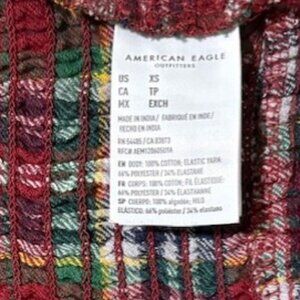 AMERICAN EAGLE
OUTFITTERS
US XS
CA TP
MX EXCH
MADE IN INDIA/ FABRIQUÉ EN INDE/
HECHO EN INDIA
RN 54485 / CA 03873
EN BODY: 100% COTTON; ELASTIC YARN:
66% POLYESTER / 34% ELASTANE
FR CORPS: 100% COTON; FIL ÉLASTIQUE:
66% POLYESTER / 34% ÉLASTHANNE
SP CUERPO: 100% algodón; HILO
ELÁSTICO: 66% poliéster / 34% elastano